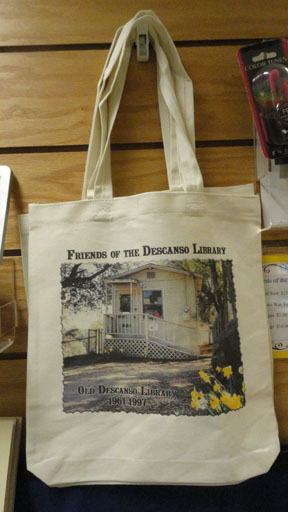 FRIENDS OF THE DESCANSO LIBRARY
OLD DESCANSO LIBRARY
1961-1997